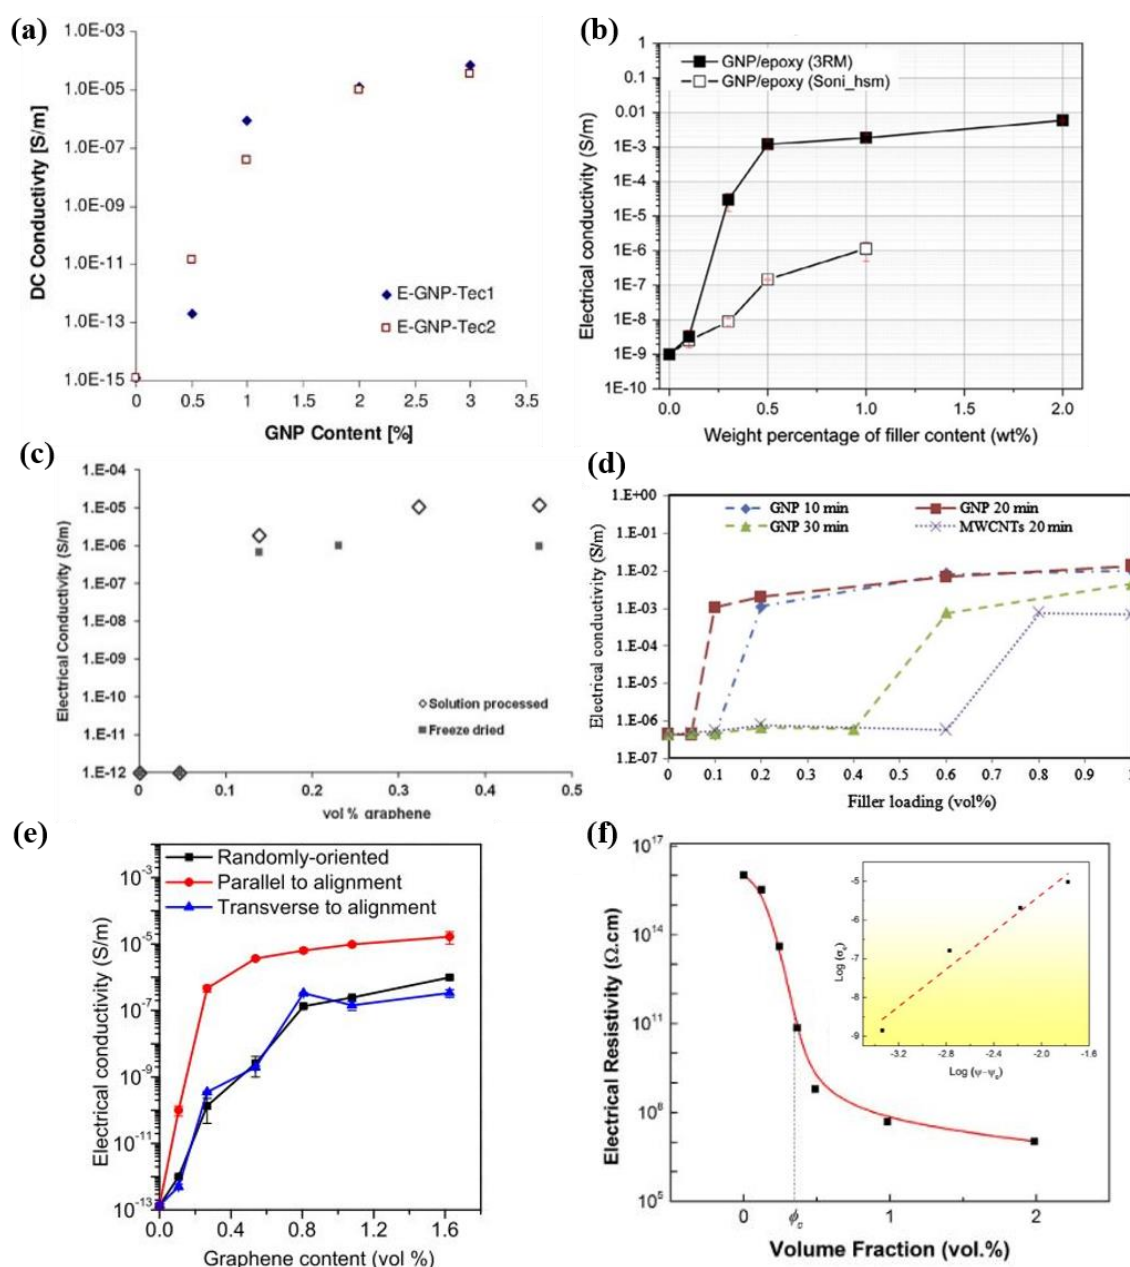 (a)
DC Conductivty [S/m]
1.0E-03
1.0E-05
1.0E-07
1.0E-09
1.0E-11
1.0E-13
1.0E-15
E-GNP-Tec1
E-GNP-Tec2
0 0.5 1 1.5 2 2.5 3 3.5
GNP Content [%]
(b)
Electrical conductivity (S/m)
1
0.1
0.01
1E-3
1E-4
1E-5
1E-6
1E-7
1E-8
1E-9
1E-10
GNP/epoxy (3RM)
GNP/epoxy (Soni_hsm)
0.0 0.5 1.0 1.5 2.0
Weight percentage of filler content (wt%)
(c)
Electrical Conductivity (S/m)
1.E-04
1.E-05
1.E-06
1.E-07
1.E-08
1.E-09
1.E-10
1.E-11
1.E-12
Solution processed
Freeze dried
0 0.1 0.2 0.3 0.4 0.5
vol % graphene
(d)
Electrical conductivity (S/m)
1.E+00
1.E-01
1.E-02
1.E-03
1.E-04
1.E-05
1.E-06
1.E-07
GNP 10 min
GNP 20 min
GNP 30 min
MWCNTs 20 min
0 0.1 0.2 0.3 0.4 0.5 0.6 0.7 0.8 0.9
Filler loading (vol%)
(e)
Electrical conductivity (S/m)
10⁻³
10⁻⁵
10⁻⁷
10⁻⁹
10⁻¹¹
10⁻¹³
Randomly-oriented
Parallel to alignment
Transverse to alignment
0.0 0.4 0.8 1.2 1.6
Graphene content (vol %)
(f)
Electrical Resistivity (Ω.cm)
10¹⁷
10¹⁴
10¹¹
10⁸
10⁵
Log (σc)
-5
-6
-7
-8
-9
-3.2 -2.8 -2.4 -2.0 -1.6
Log (ψ-ψc)
0 ϕc 1 2
Volume Fraction (vol.%)